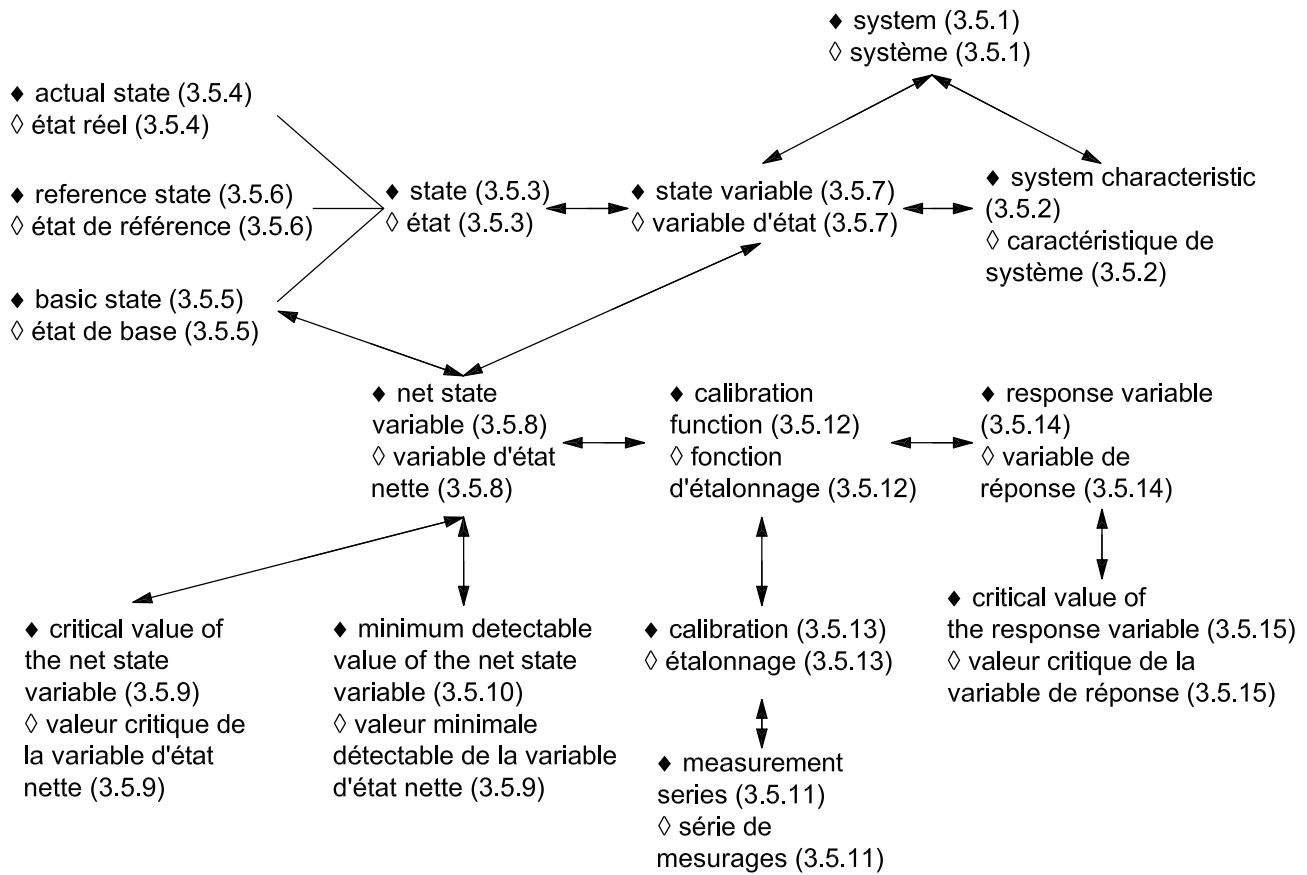 ♦ system (3.5.1)
◊ système (3.5.1)
♦ actual state (3.5.4)
◊ état réel (3.5.4)
♦ reference state (3.5.6)
◊ état de référence (3.5.6)
♦ state (3.5.3)
◊ état (3.5.3)
♦ state variable (3.5.7)
◊ variable d'état (3.5.7)
♦ system characteristic
(3.5.2)
◊ caractéristique de
système (3.5.2)
♦ basic state (3.5.5)
◊ état de base (3.5.5)
♦ net state
variable (3.5.8)
◊ variable d'état
nette (3.5.8)
♦ calibration
function (3.5.12)
◊ fonction
d'étalonnage (3.5.12)
♦ response variable
(3.5.14)
◊ variable de
réponse (3.5.14)
♦ critical value of
the net state
variable (3.5.9)
◊ valeur critique de
la variable d'état
nette (3.5.9)
♦ minimum detectable
value of the net state
variable (3.5.10)
◊ valeur minimale
détectable de la variable
d'état nette (3.5.9)
♦ calibration (3.5.13)
◊ étalonnage (3.5.13)
♦ critical value of
the response variable (3.5.15)
◊ valeur critique de la
variable de réponse (3.5.15)
♦ measurement
series (3.5.11)
◊ série de
mesurages (3.5.11)